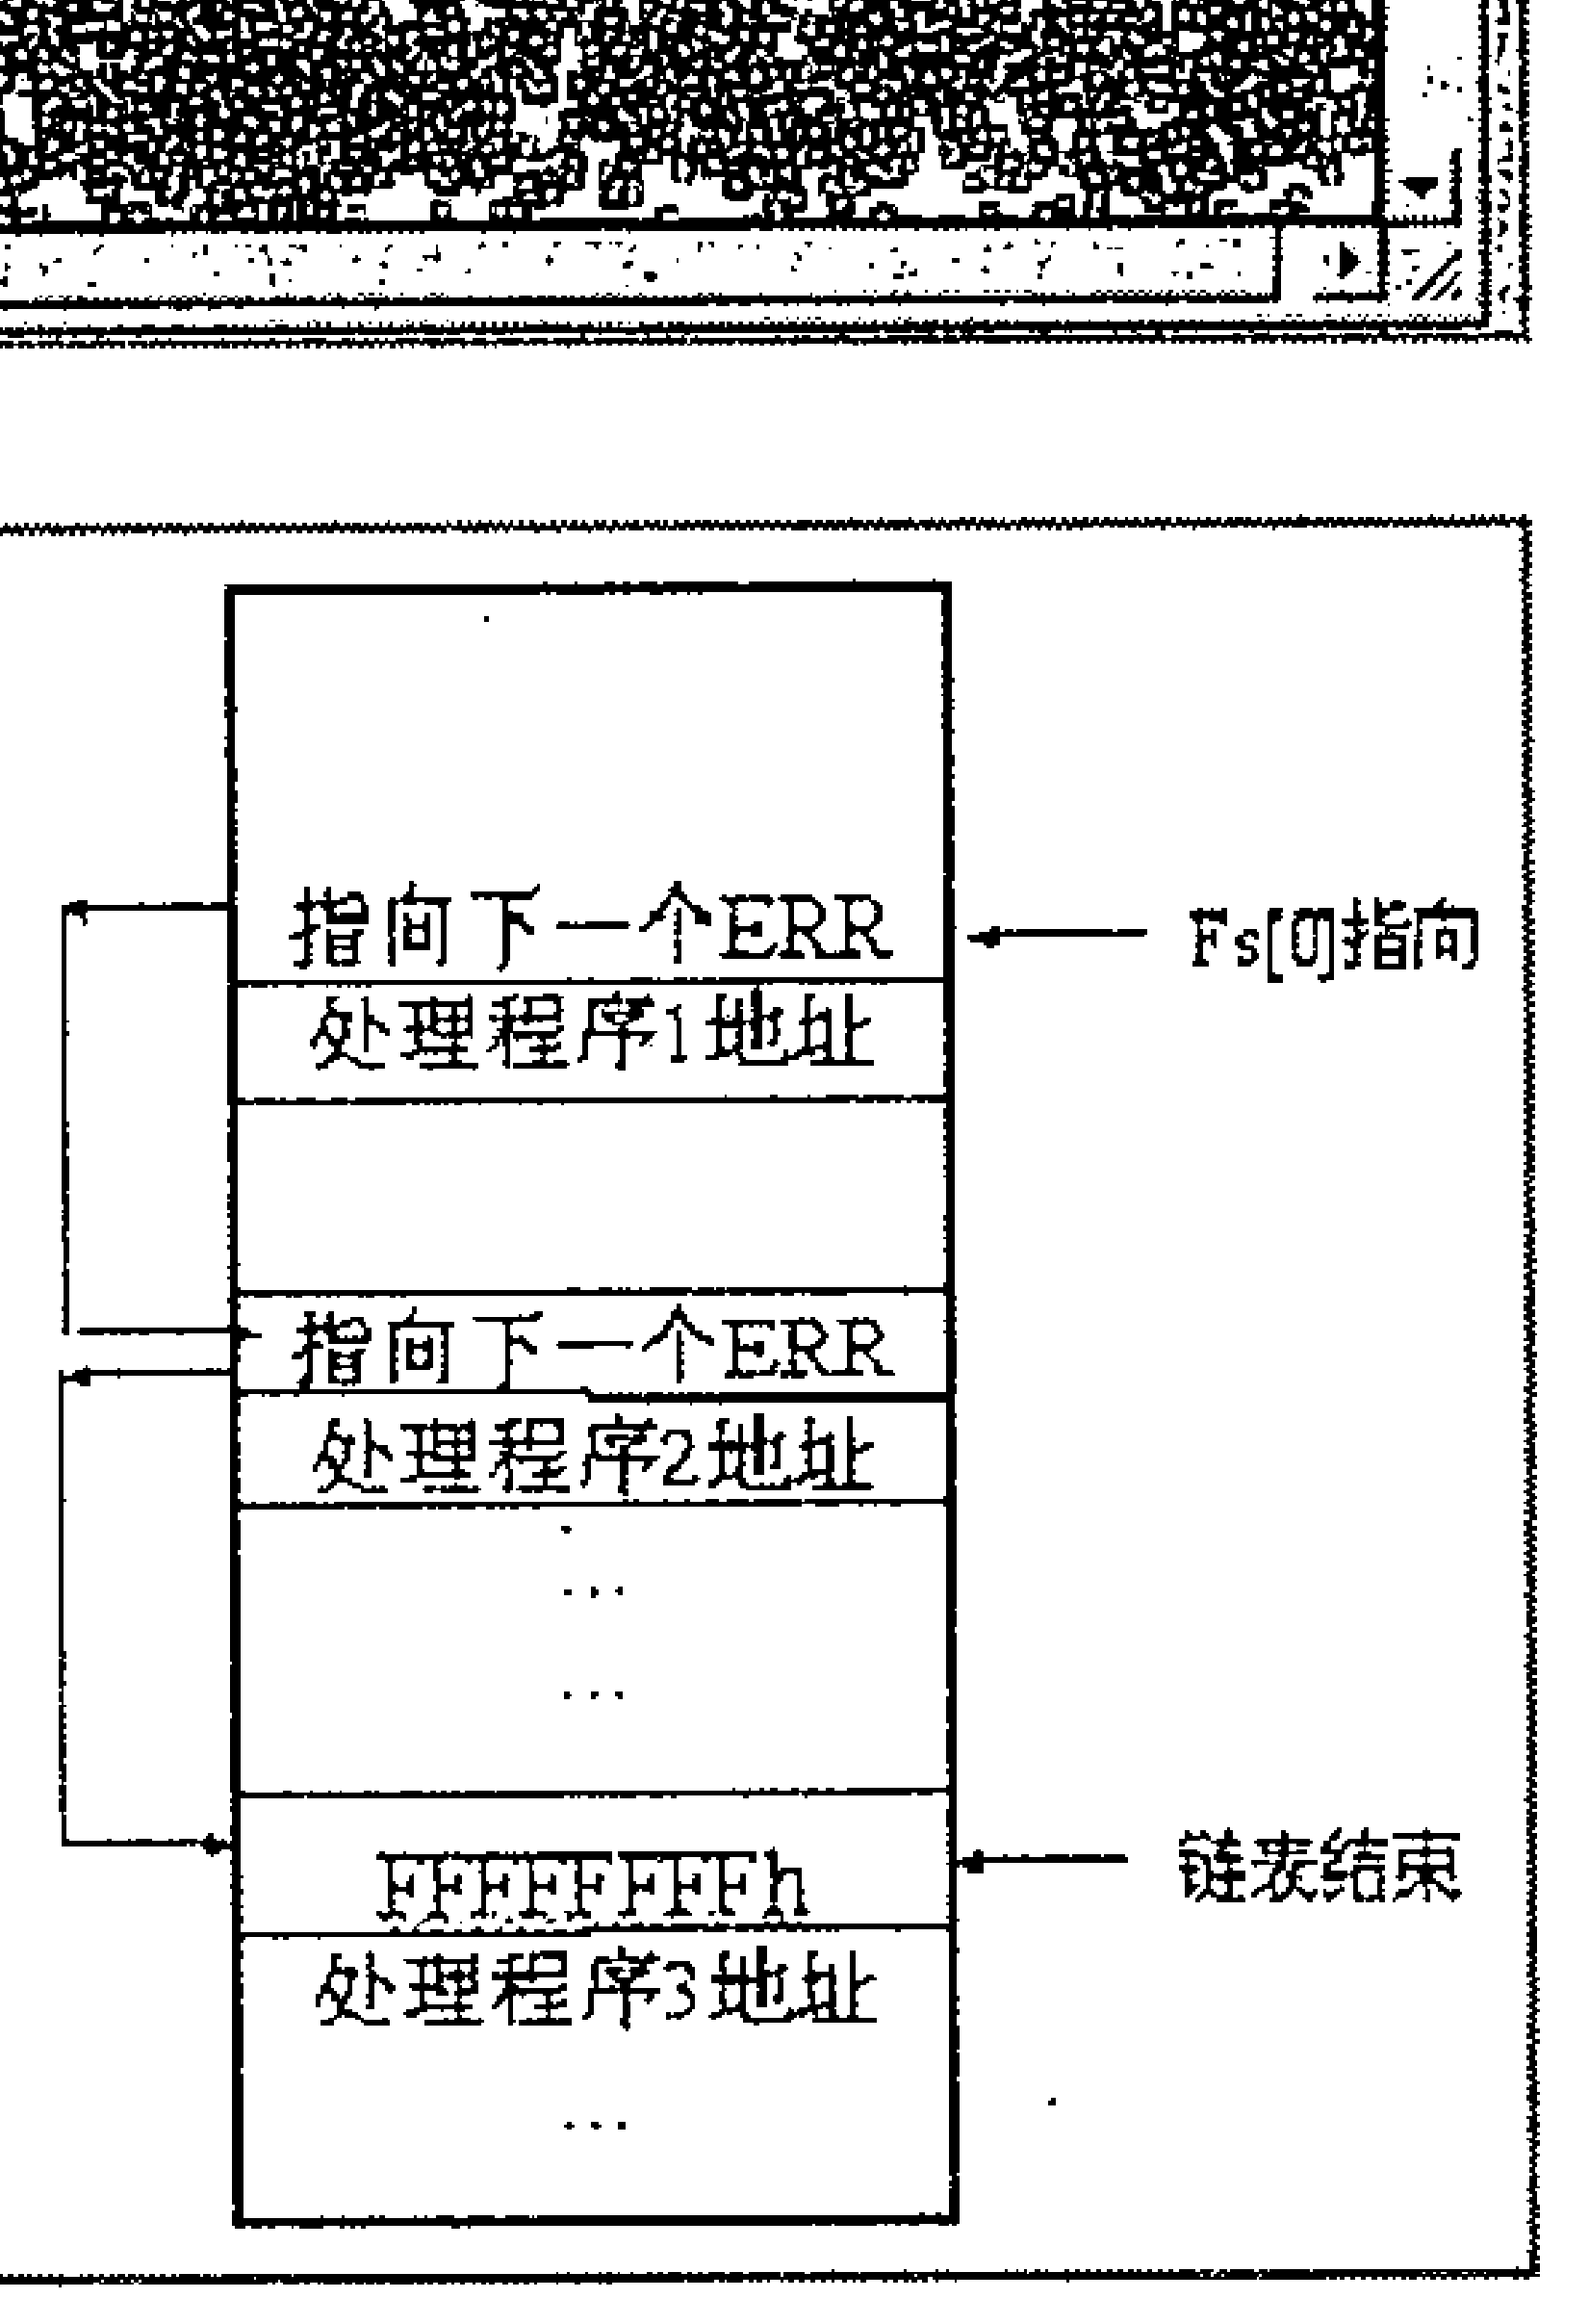 指向下一个ERR
Fs[0]指向
处理程序1地址
指向下一个ERR
处理程序2地址
...
...
FFFFFFFFh
链表结束
处理程序3地址
...